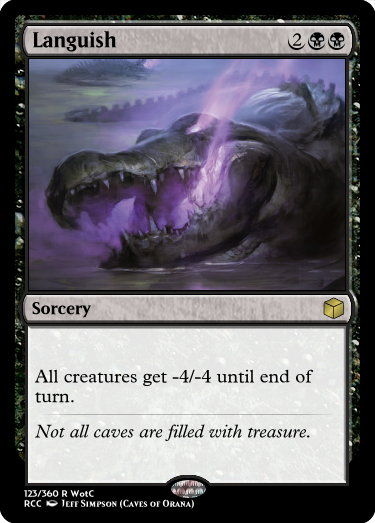 Languish 2
Sorcery
All creatures get -4/-4 until end of
turn.
Not all caves are filled with treasure.
123/360 R WotC
RCC Jeff Simpson (Caves of Orana)